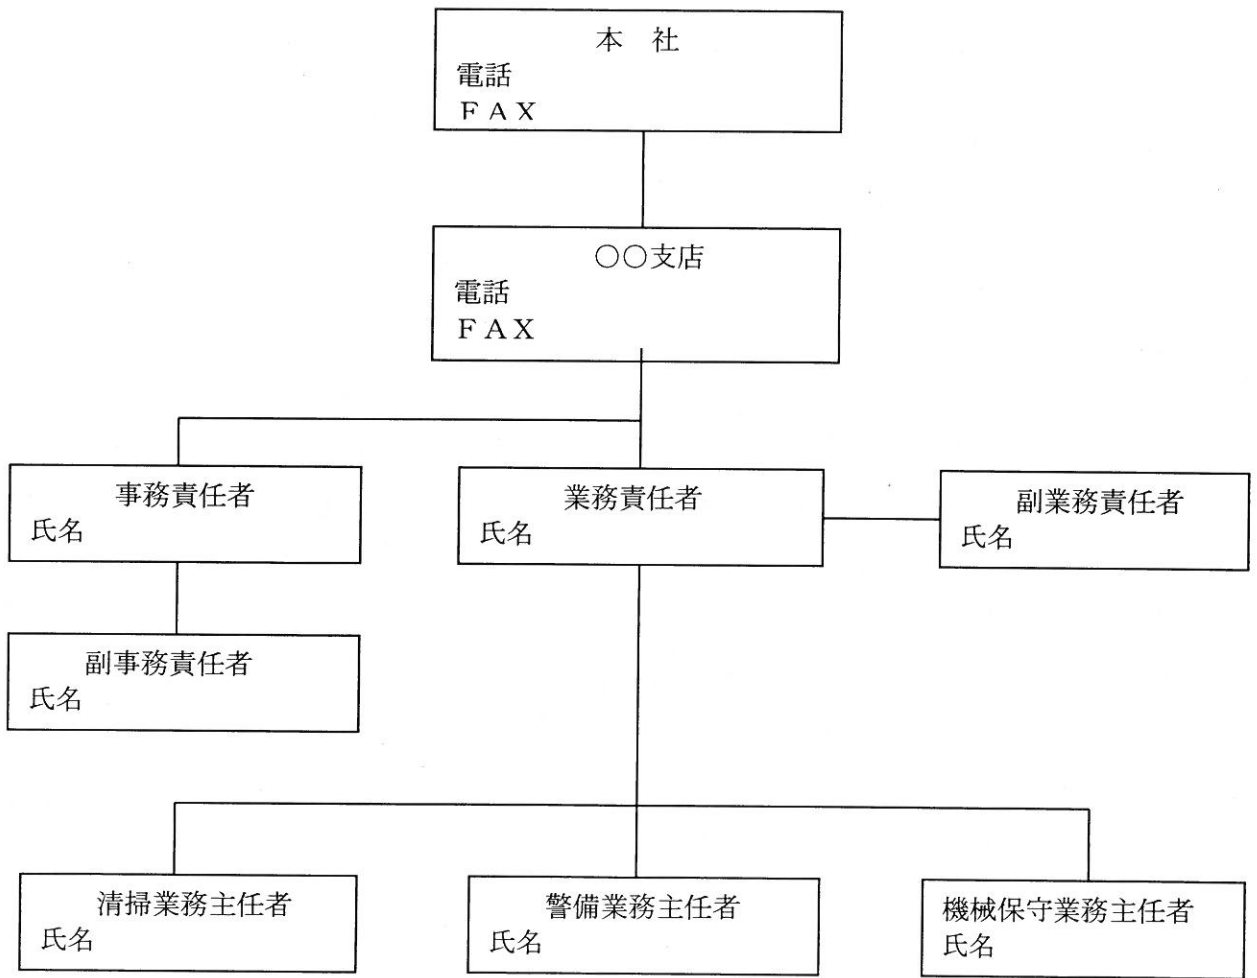 本　社
電話
ＦＡＸ
○○支店
電話
ＦＡＸ
事務責任者
氏名
業務責任者
氏名
副業務責任者
氏名
副事務責任者
氏名
清掃業務主任者
氏名
警備業務主任者
氏名
機械保守業務主任者
氏名